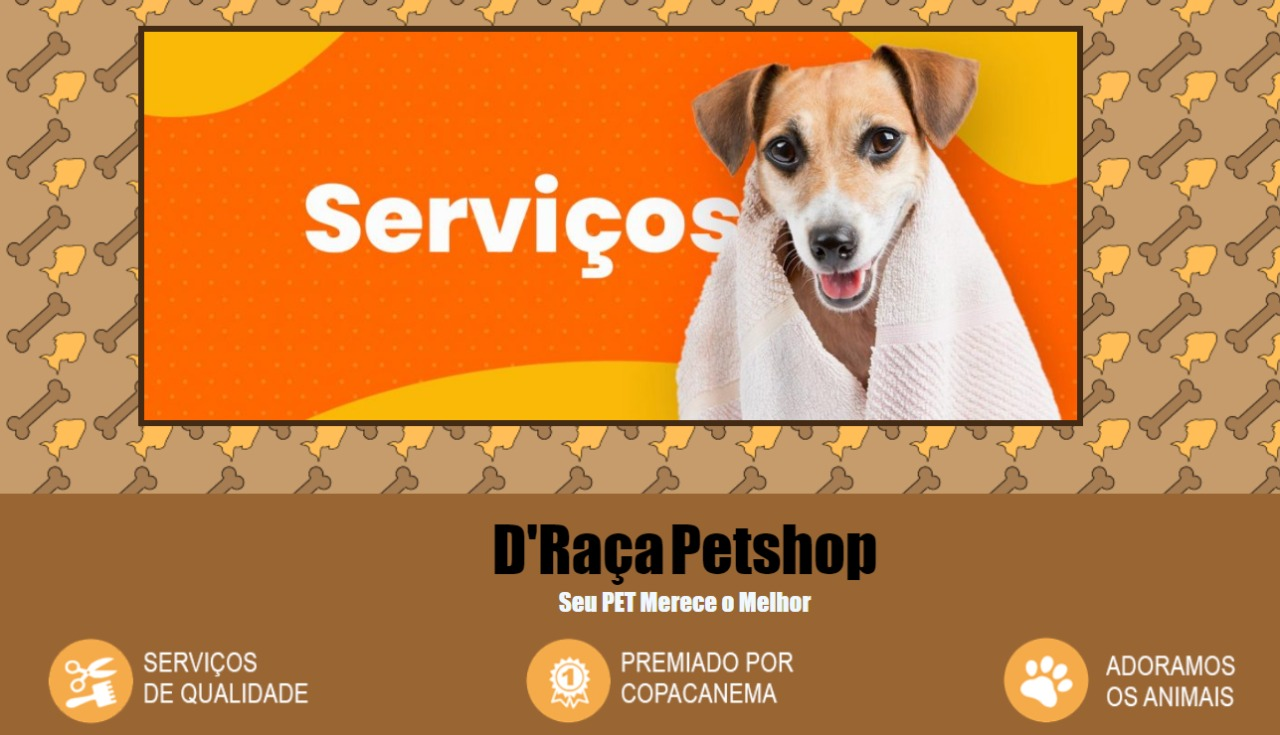 Serviços
D'Raça Petshop
Seu PET Merece o Melhor
SERVIÇOS
DE QUALIDADE
PREMIADO POR
COPACANEMA
ADORAMOS
OS ANIMAIS